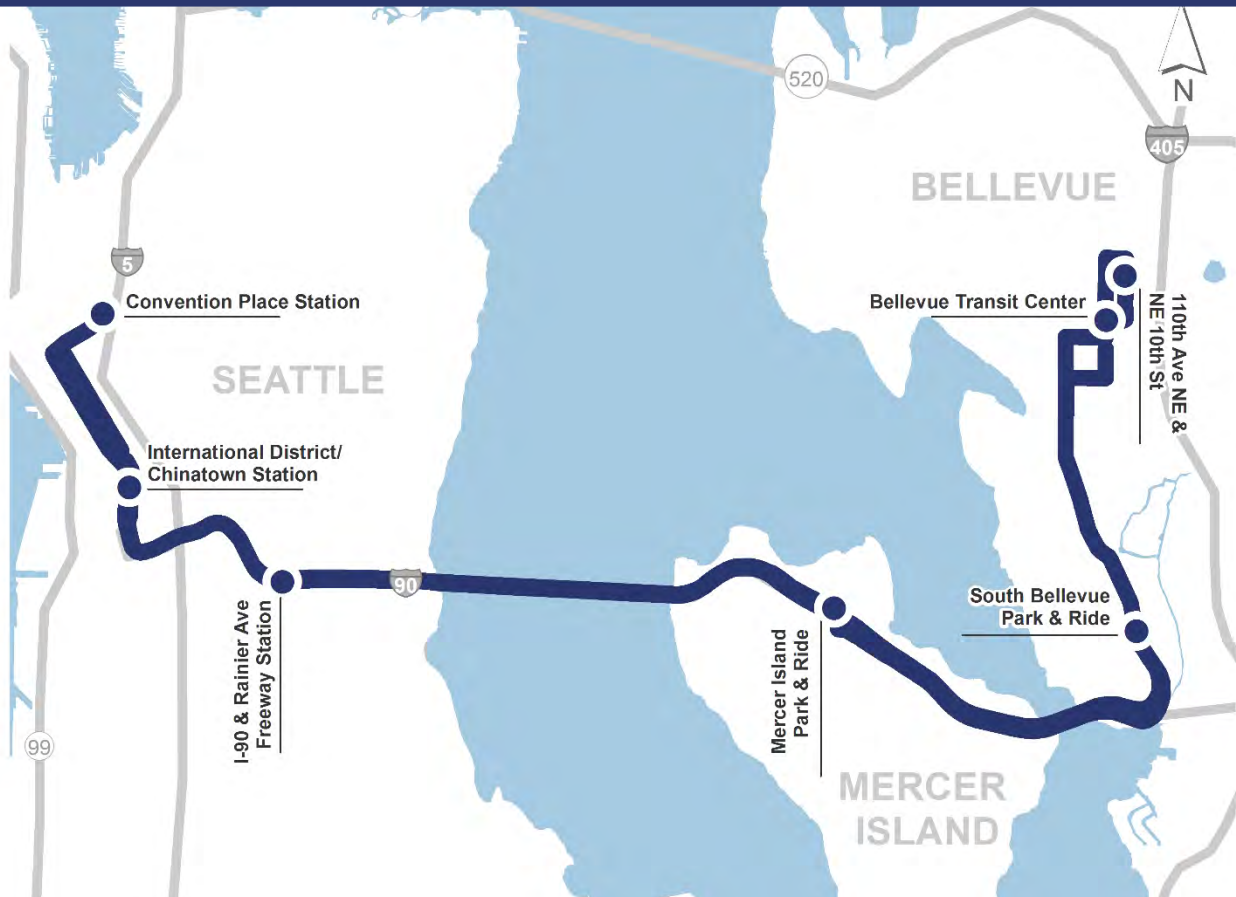 520
N
405
BELLEVUE
5
Convention Place Station
Bellevue Transit Center
110th Ave NE &
NE 10th St
SEATTLE
International District/
Chinatown Station
90
I-90 & Rainier Ave
Freeway Station
Mercer Island
Park & Ride
South Bellevue
Park & Ride
99
MERCER
ISLAND